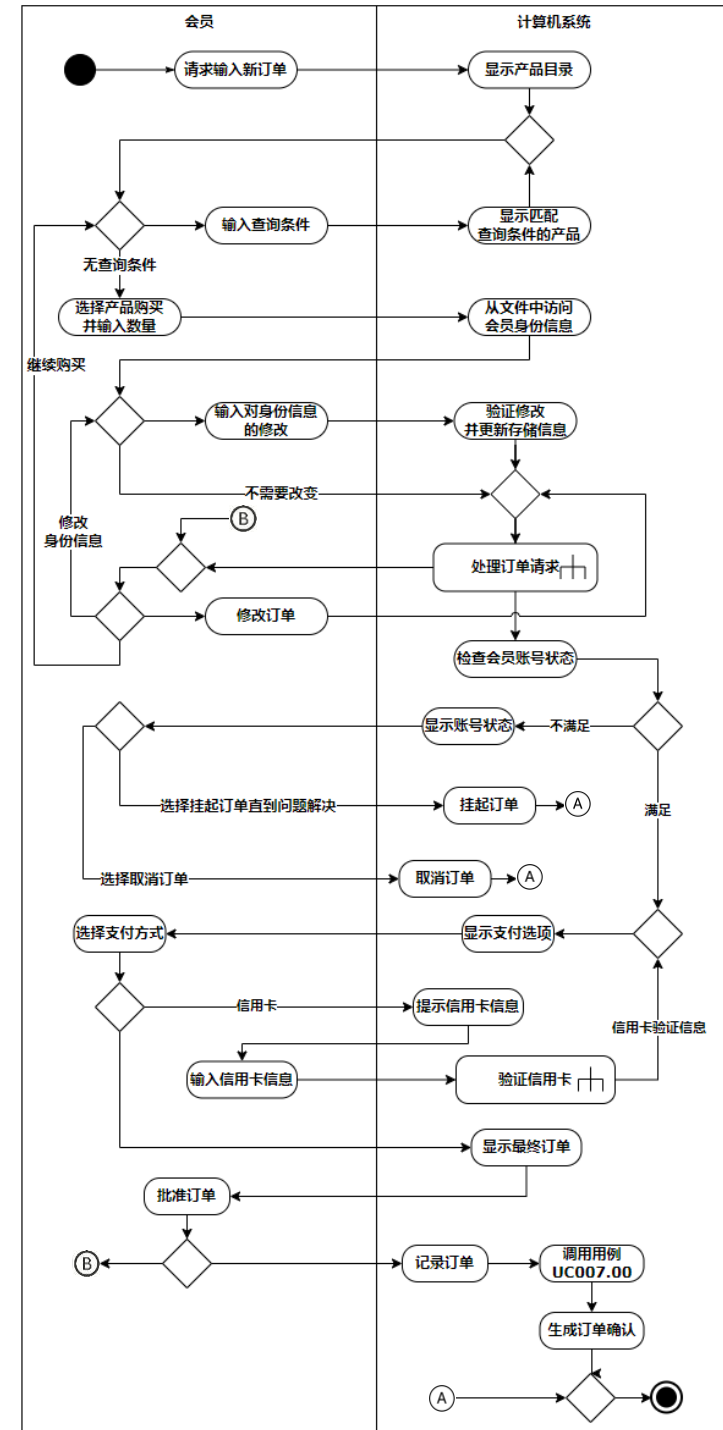 会员
计算机系统
请求输入新订单
显示产品目录
输入查询条件
显示匹配
查询条件的产品
无查询条件
选择产品购买
并输入数量
从文件中访问
会员身份信息
继续购买
输入对身份信息
的修改
验证修改
并更新存储信息
不需要改变
修改
身份信息
B
处理订单请求
修改订单
检查会员账号状态
显示账号状态
不满足
选择挂起订单直到问题解决
挂起订单
A
满足
选择取消订单
取消订单
A
选择支付方式
显示支付选项
信用卡
提示信用卡信息
信用卡验证信息
输入信用卡信息
验证信用卡
显示最终订单
批准订单
B
记录订单
调用用例
UC007.00
生成订单确认
A